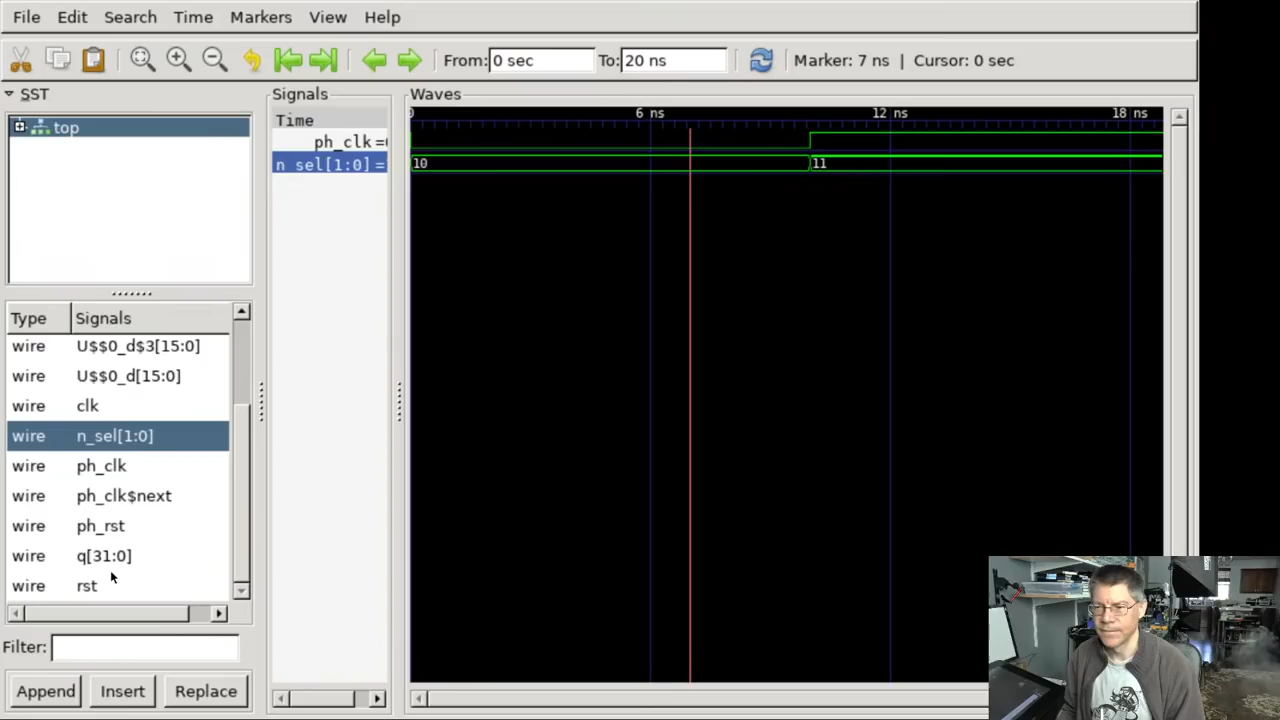 File Edit Search Time Markers View Help
From: 0 sec To: 20 ns Marker: 7 ns | Cursor: 0 sec
SST
top
Type Signals
wire U$$0_d$3[15:0]
wire U$$0_d[15:0]
wire clk
wire n_sel[1:0]
wire ph_clk
wire ph_clk$next
wire ph_rst
wire q[31:0]
wire rst
Filter:
Append Insert Replace
Signals
Time
ph_clk =
n_sel[1:0] =
Waves
0 6 ns 12 ns 18 ns
10 11